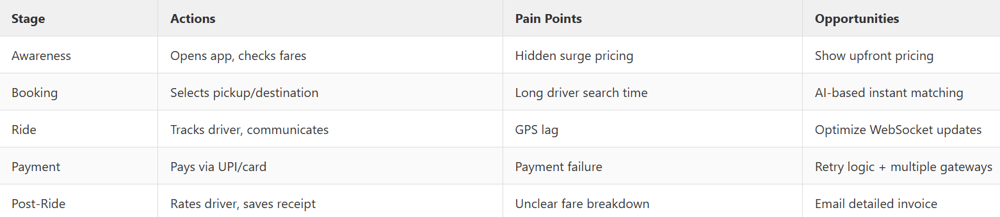 Stage Actions Pain Points Opportunities
Awareness Opens app, checks fares Hidden surge pricing Show upfront pricing
Booking Selects pickup/destination Long driver search time AI-based instant matching
Ride Tracks driver, communicates GPS lag Optimize WebSocket updates
Payment Pays via UPI/card Payment failure Retry logic + multiple gateways
Post-Ride Rates driver, saves receipt Unclear fare breakdown Email detailed invoice